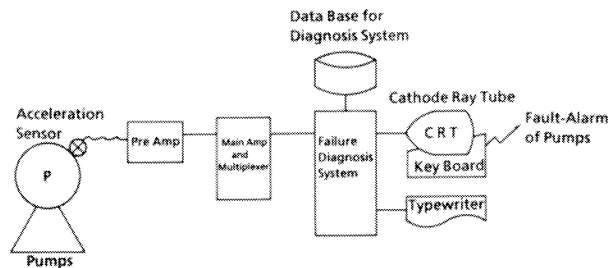 Data Base for
Diagnosis System
Acceleration
Sensor
Cathode Ray Tube
Fault-Alarm
of Pumps
Pre Amp
Main Amp
and
Multiplexer
Failure
Diagnosis
System
C R T
Key Board
P
Typewriter
Pumps